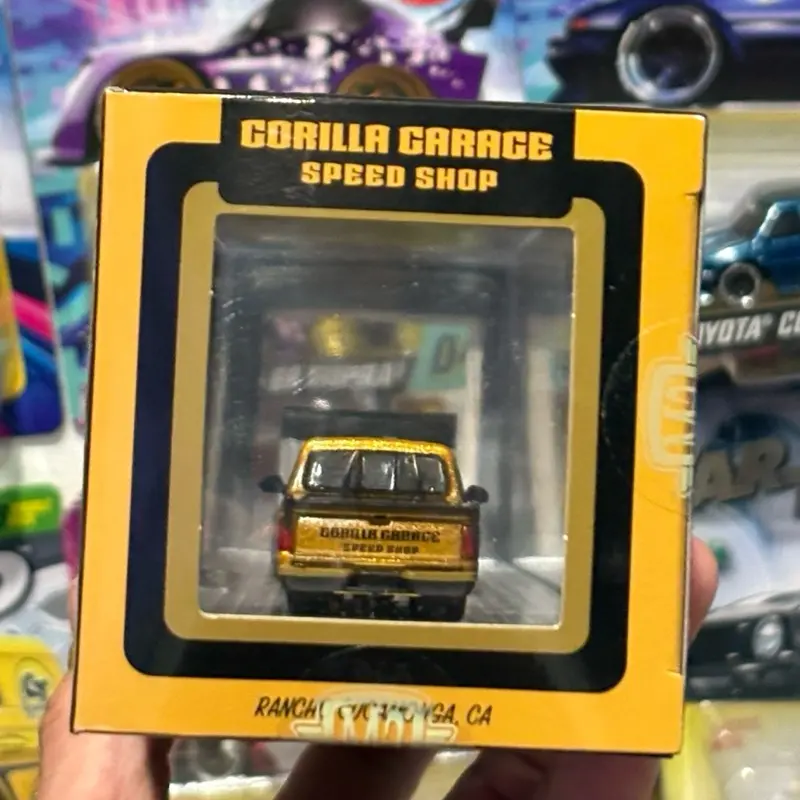 GORILLA GARAGE
SPEED SHOP
GORILLA GARAGE
SPEED SHOP
RANCHO CUCAMONGA, CA